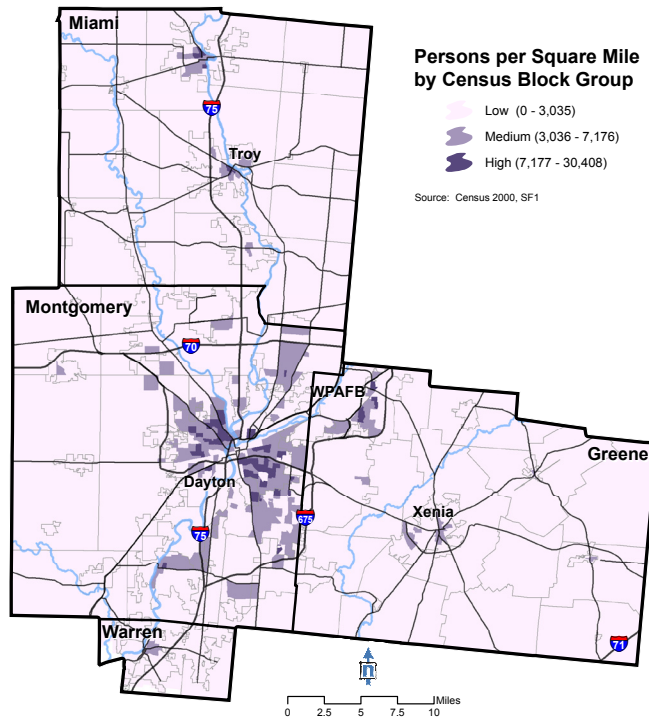 Miami
Persons per Square Mile
by Census Block Group
Low (0 - 3,035)
75
Medium (3,036 - 7,176)
Troy
High (7,177 - 30,408)
Source: Census 2000, SF1
Montgomery
70
WPAFB
Greene
Dayton
Xenia
675
75
Warren
71
n
Miles
0 2.5 5 7.5 10